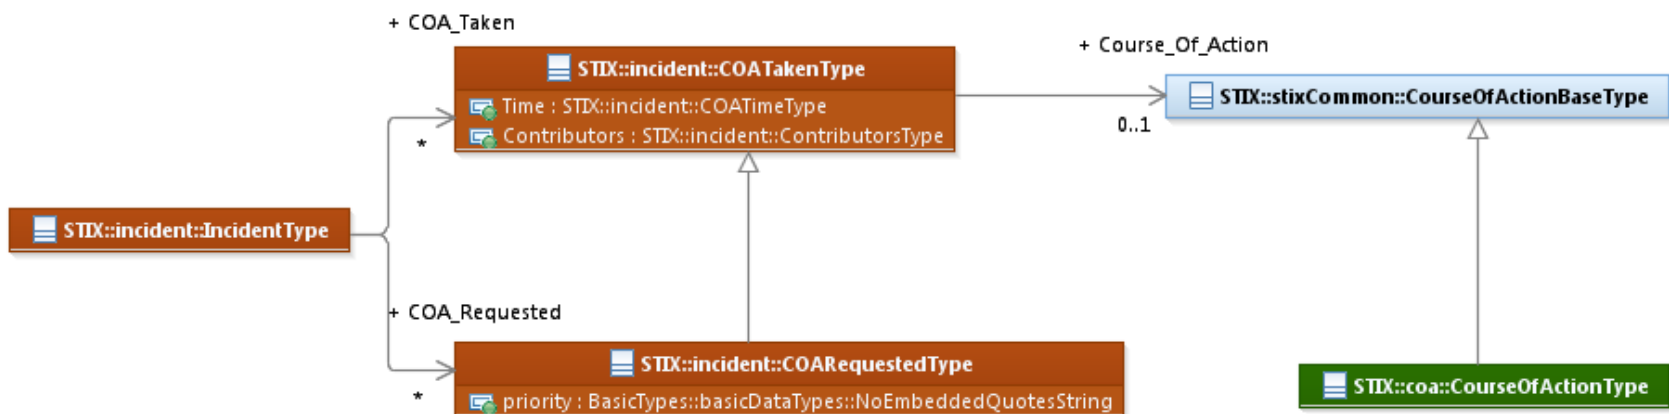 + COA_Taken
STIX::incident::COATakenType
Time : STIX::incident::COATimeType
Contributors : STIX::incident::ContributorsType
*
+ Course_Of_Action
STIX::stixCommon::CourseOfActionBaseType
0..1
STIX::incident::IncidentType
+ COA_Requested
STIX::incident::COARequestedType
priority : BasicTypes::basicDataTypes::NoEmbeddedQuotesString
*
STIX::coa::CourseOfActionType